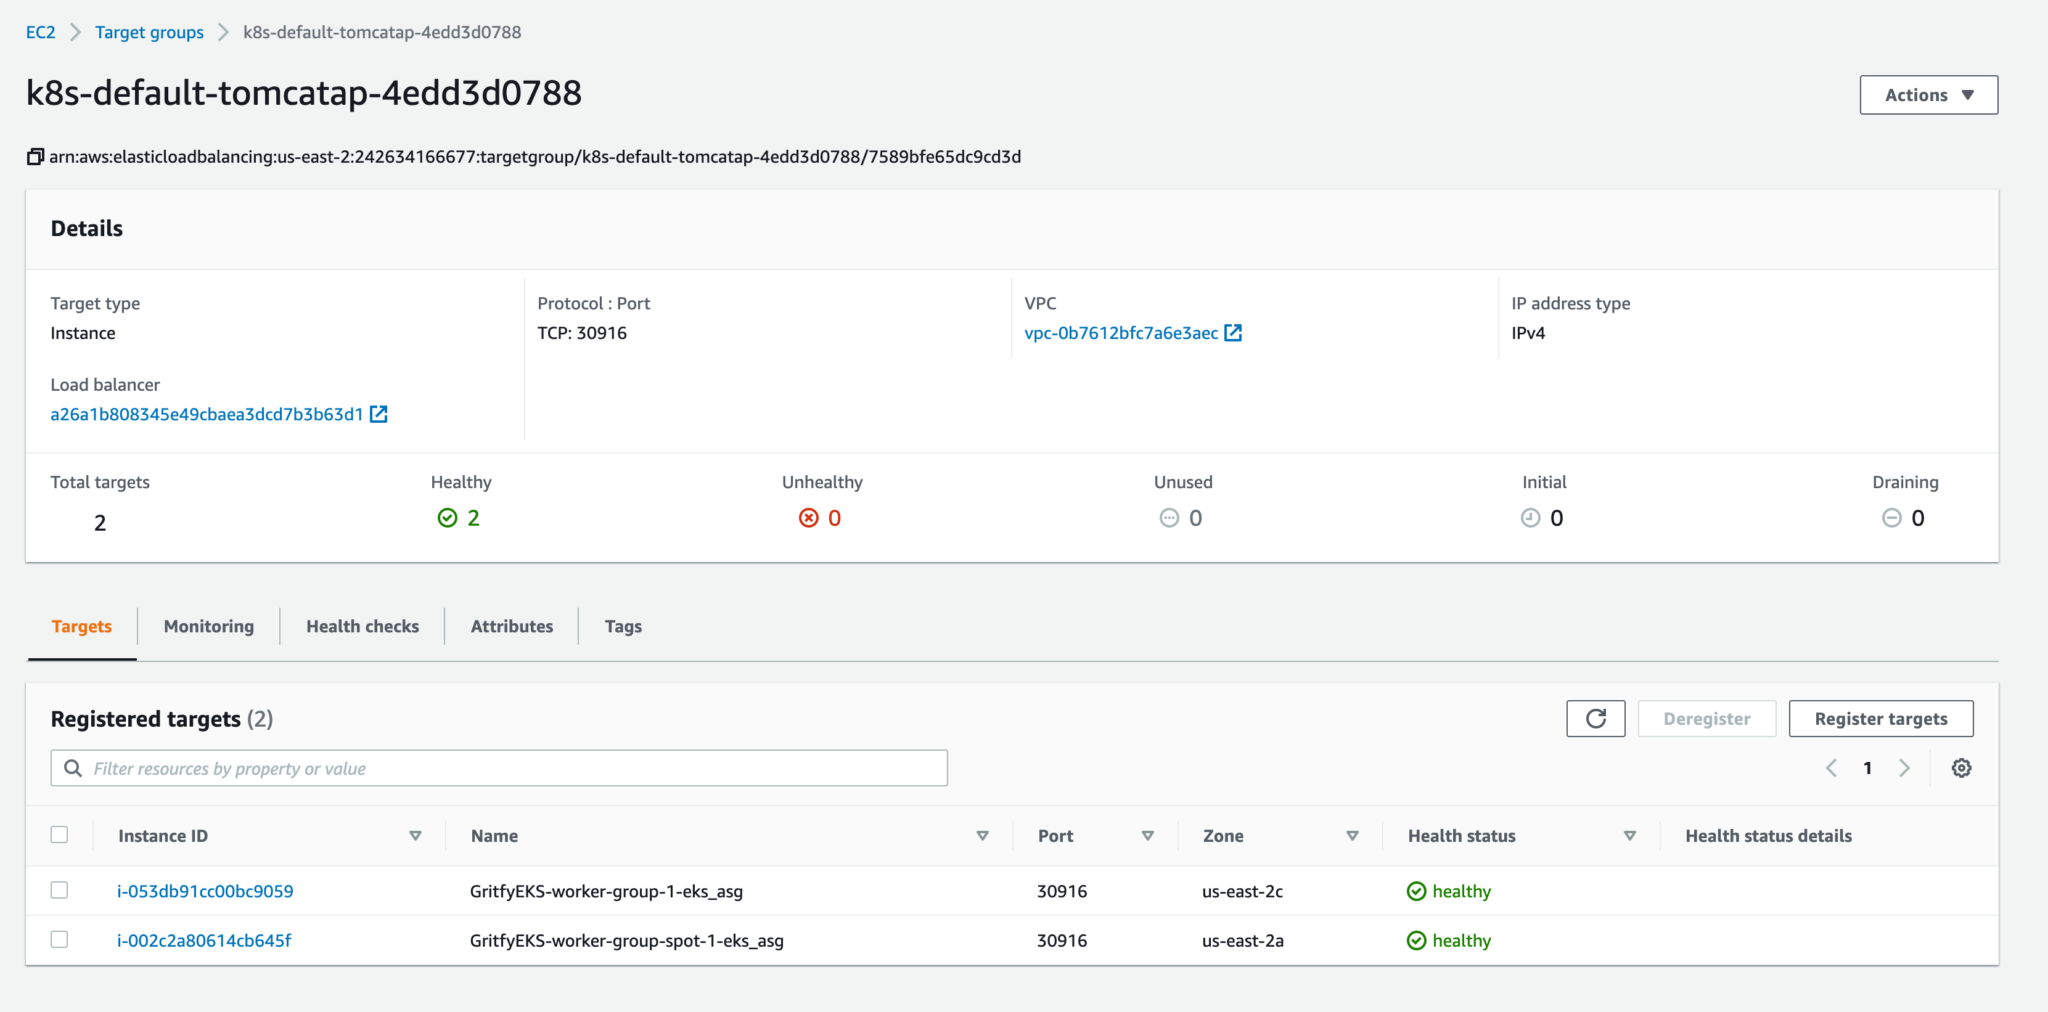 EC2 Target groups k8s-default-tomcatap-4edd3d0788
k8s-default-tomcatap-4edd3d0788
Actions
arn:aws:elasticloadbalancing:us-east-2:242634166677:targetgroup/k8s-default-tomcatap-4edd3d0788/7589bfe65dc9cd3d
Details
Target type Protocol : Port VPC IP address type
Instance TCP: 30916 vpc-0b7612bfc7a6e3aec IPv4
Load balancer
a26a1b808345e49cbaea3dcd7b3b63d1
Total targets Healthy Unhealthy Unused Initial Draining
2 2 0 0 0 0
Targets Monitoring Health checks Attributes Tags
Registered targets (2) Deregister Register targets
Filter resources by property or value 1
Instance ID Name Port Zone Health status Health status details
i-053db91cc00bc9059 GritfyEKS-worker-group-1-eks_asg 30916 us-east-2c healthy
i-002c2a80614cb645f GritfyEKS-worker-group-spot-1-eks_asg 30916 us-east-2a healthy